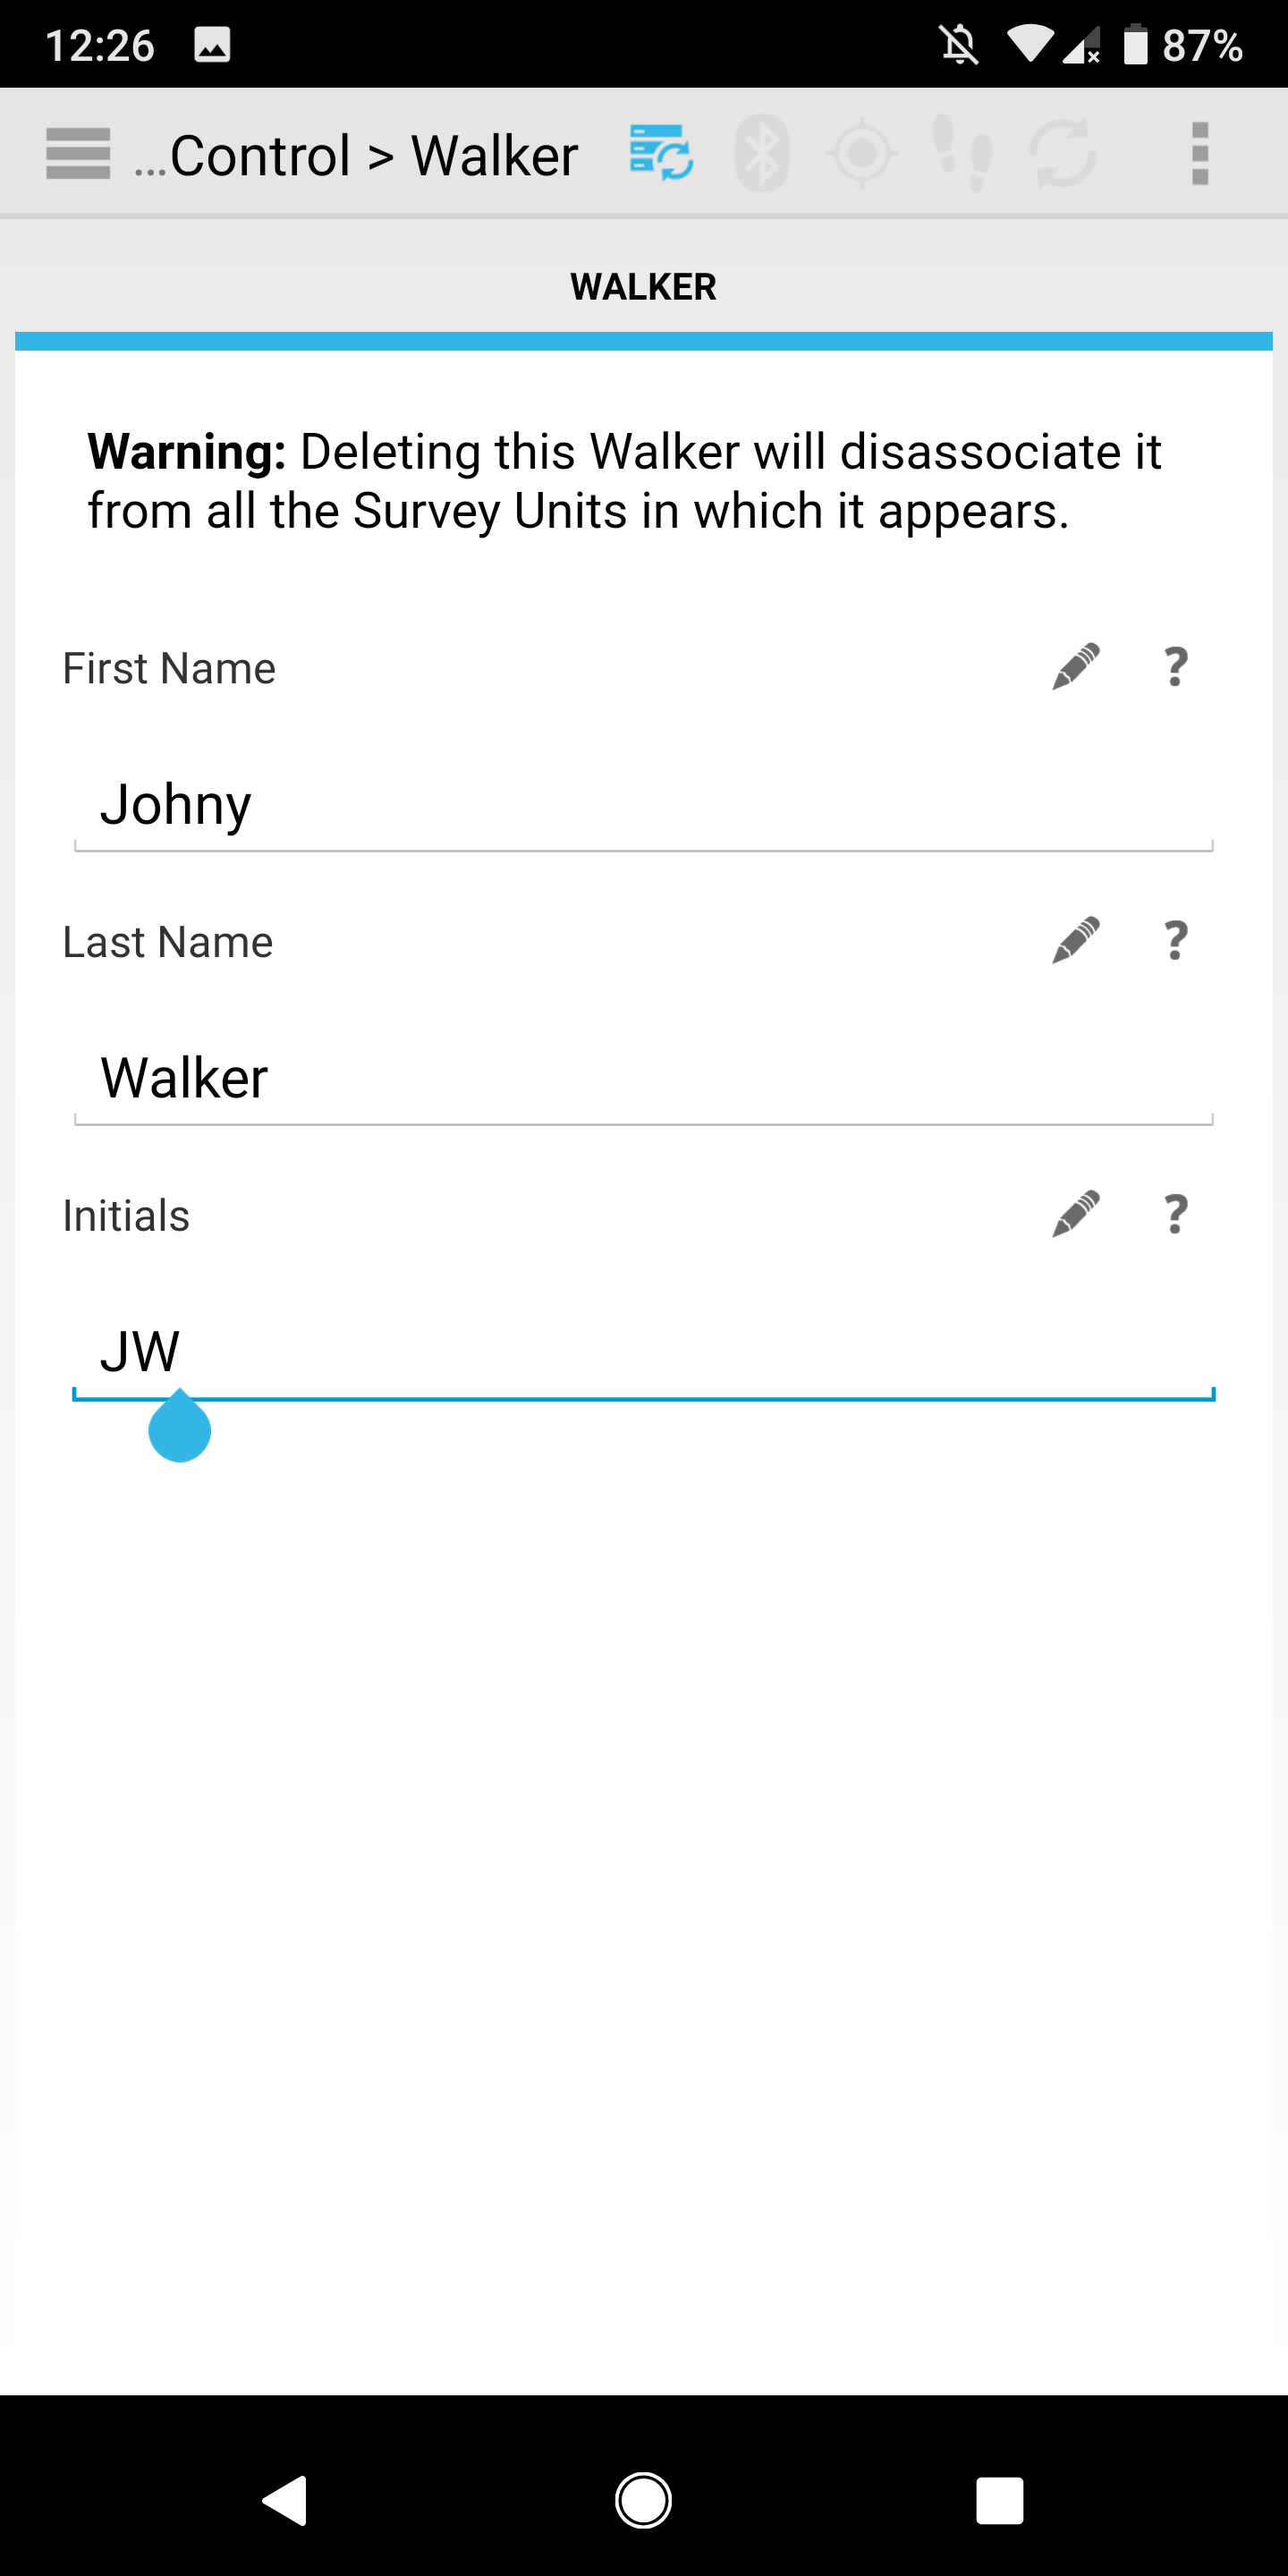 12:26
87%
...Control > Walker
WALKER
Warning: Deleting this Walker will disassociate it
from all the Survey Units in which it appears.
First Name
?
Johny
Last Name
?
Walker
Initials
?
JW